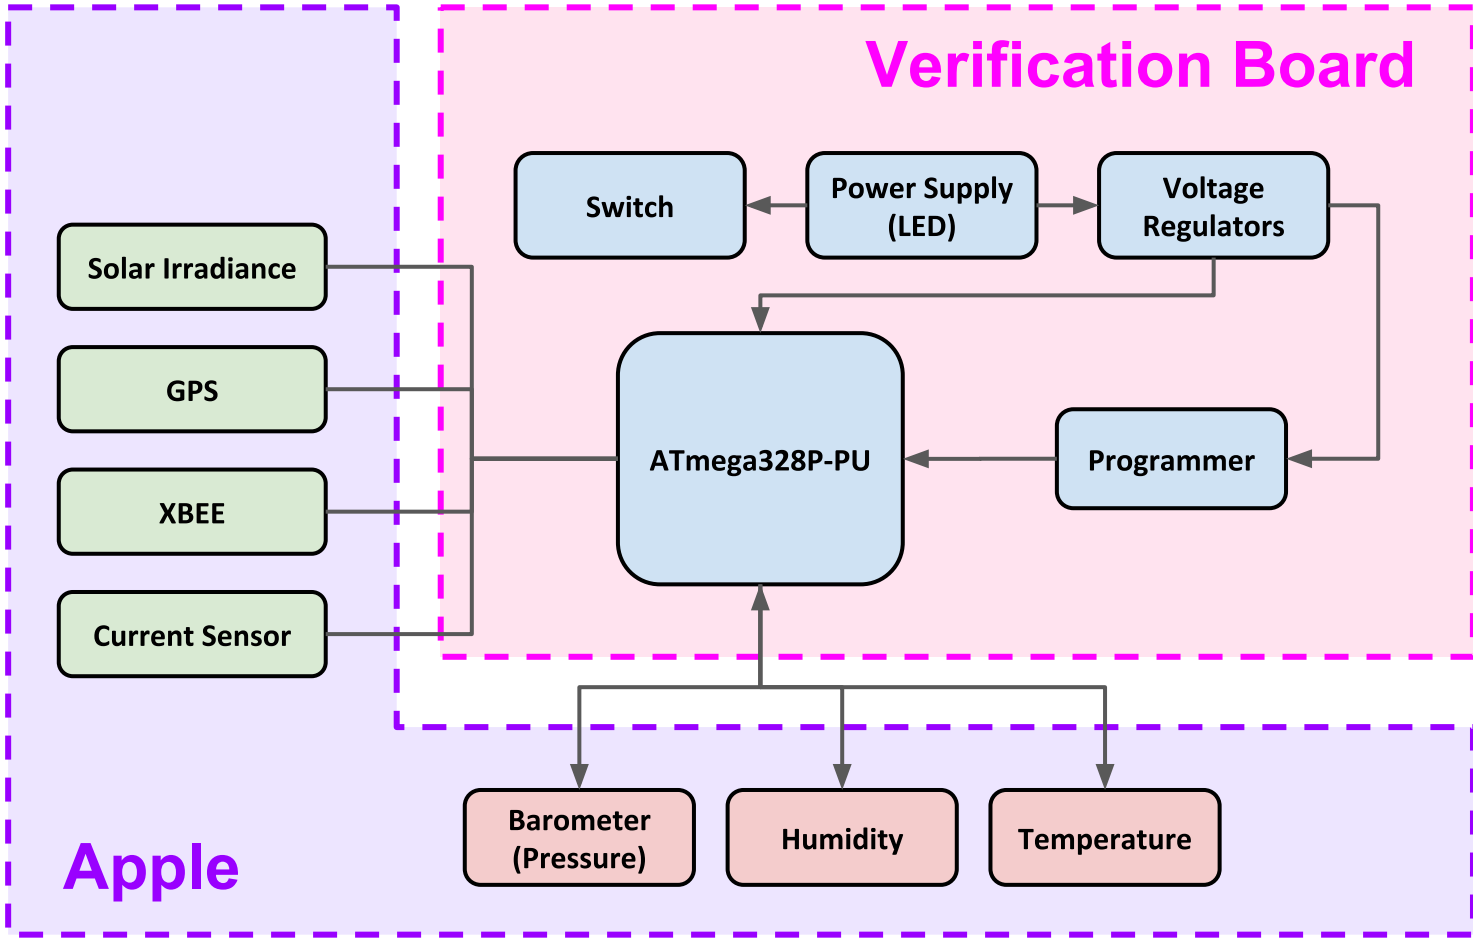 Verification Board
Switch
Power Supply
(LED)
Voltage
Regulators
Solar Irradiance
GPS
XBEE
Current Sensor
ATmega328P-PU
Programmer
Barometer
(Pressure)
Humidity
Temperature
Apple